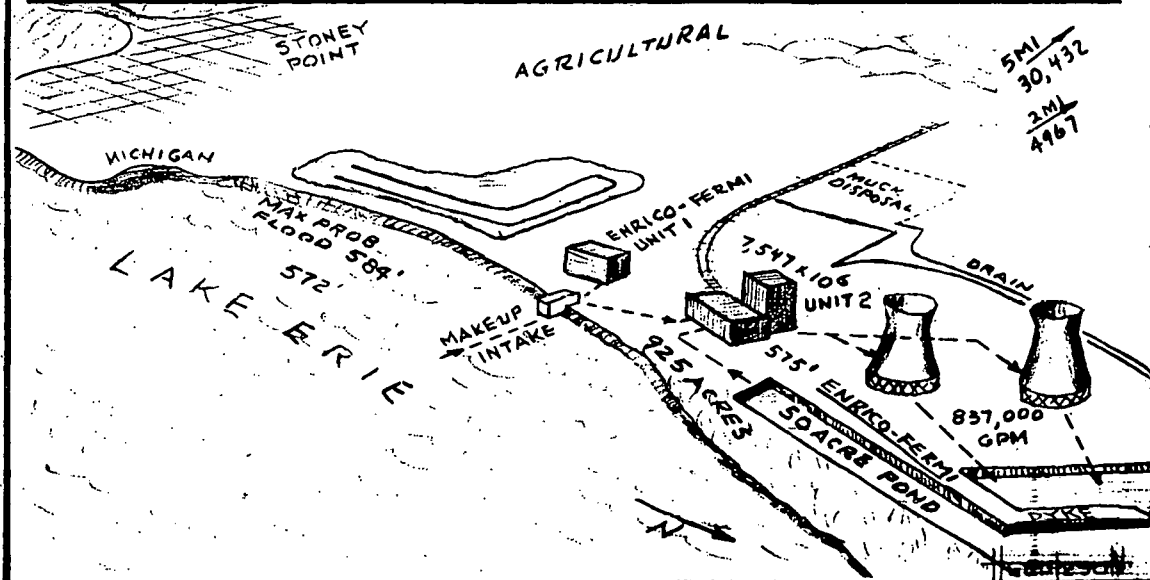 STONEY
POINT
AGRICULTURAL
5MI
30,432
2MI
4967
MICHIGAN
MAX PROB
FLOOD 584'
572'
LAKE ERIE
ENRICO-FERMI
UNIT 1
MUCK
DISPOSAL
DRAIN
7,547 x 106
UNIT 2
MAKEUP
INTAKE
925 ACRES
575'
ENRICO-FERMI
50 ACRE POND
837,000
GPM
DYKE
N